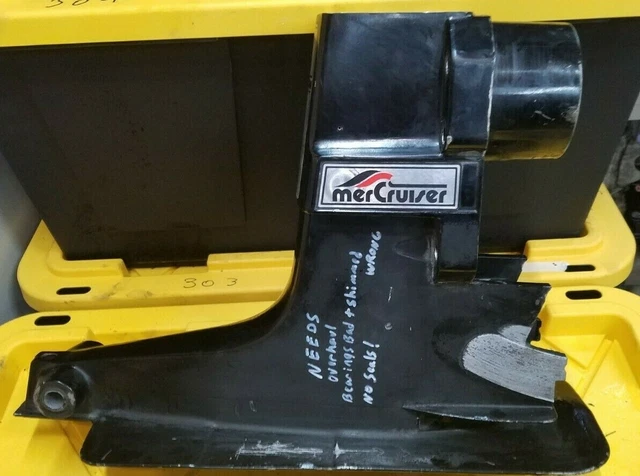 merCruiser
NEEDS
overhaul
Bearings Bad + Shimmed WRONG
No Seals!
303